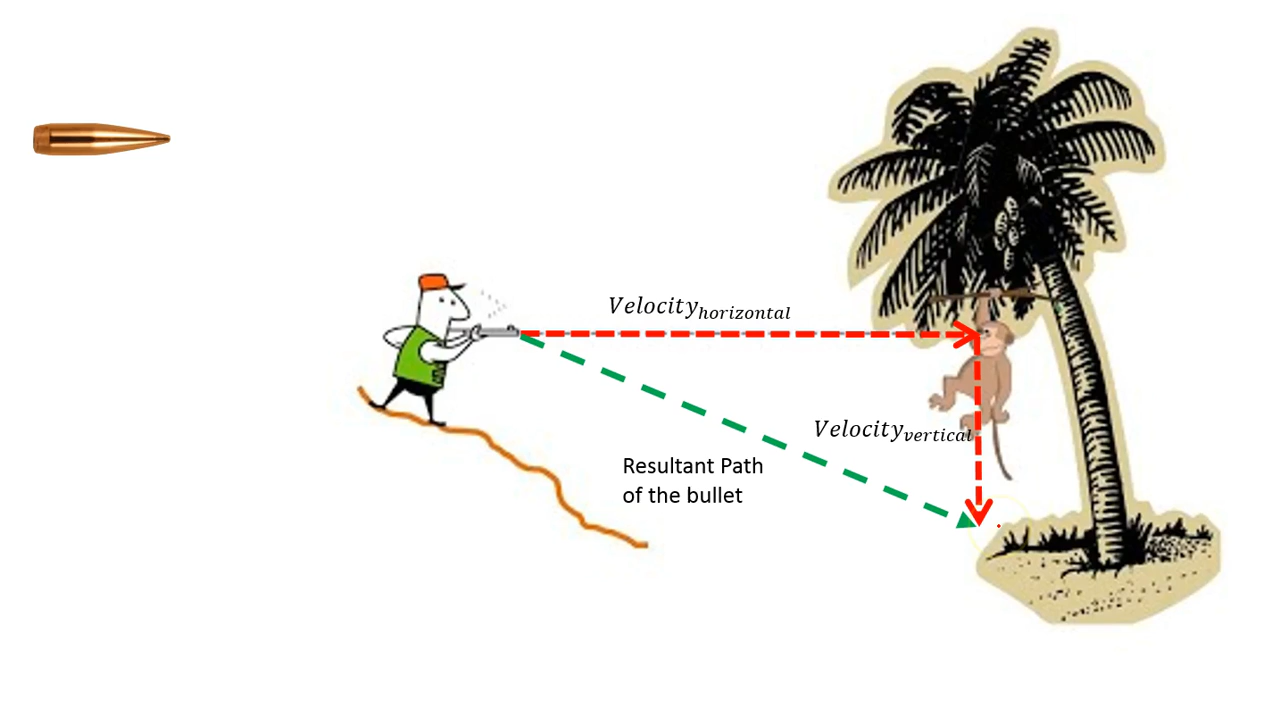 Velocityhorizontal
Velocityvertical
Resultant Path
of the bullet